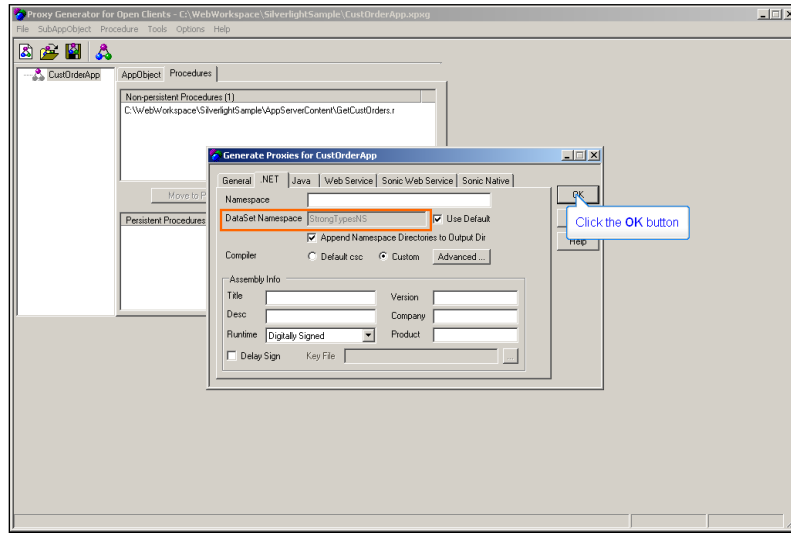 Proxy Generator for Open Clients - C:\WebWorkspace\SilverlightSample\CustOrderApp.xpxg
File SubAppObject Procedure Tools Options Help
CustOrderApp
AppObject Procedures
Non-persistent Procedures (1)
C:\WebWorkspace\SilverlightSample\AppServerContent\GetCustOrders.r
Move to P
Persistent Procedures
Generate Proxies for CustOrderApp
General .NET Java Web Service Sonic Web Service Sonic Native
Namespace
OK
DataSet Namespace StrongTypesNS Use Default
Click the OK button
Append Namespace Directories to Output Dir
Help
Compiler Default csc Custom Advanced ...
Assembly Info
Title Version
Desc Company
Runtime Digitally Signed Product
Delay Sign Key File ...